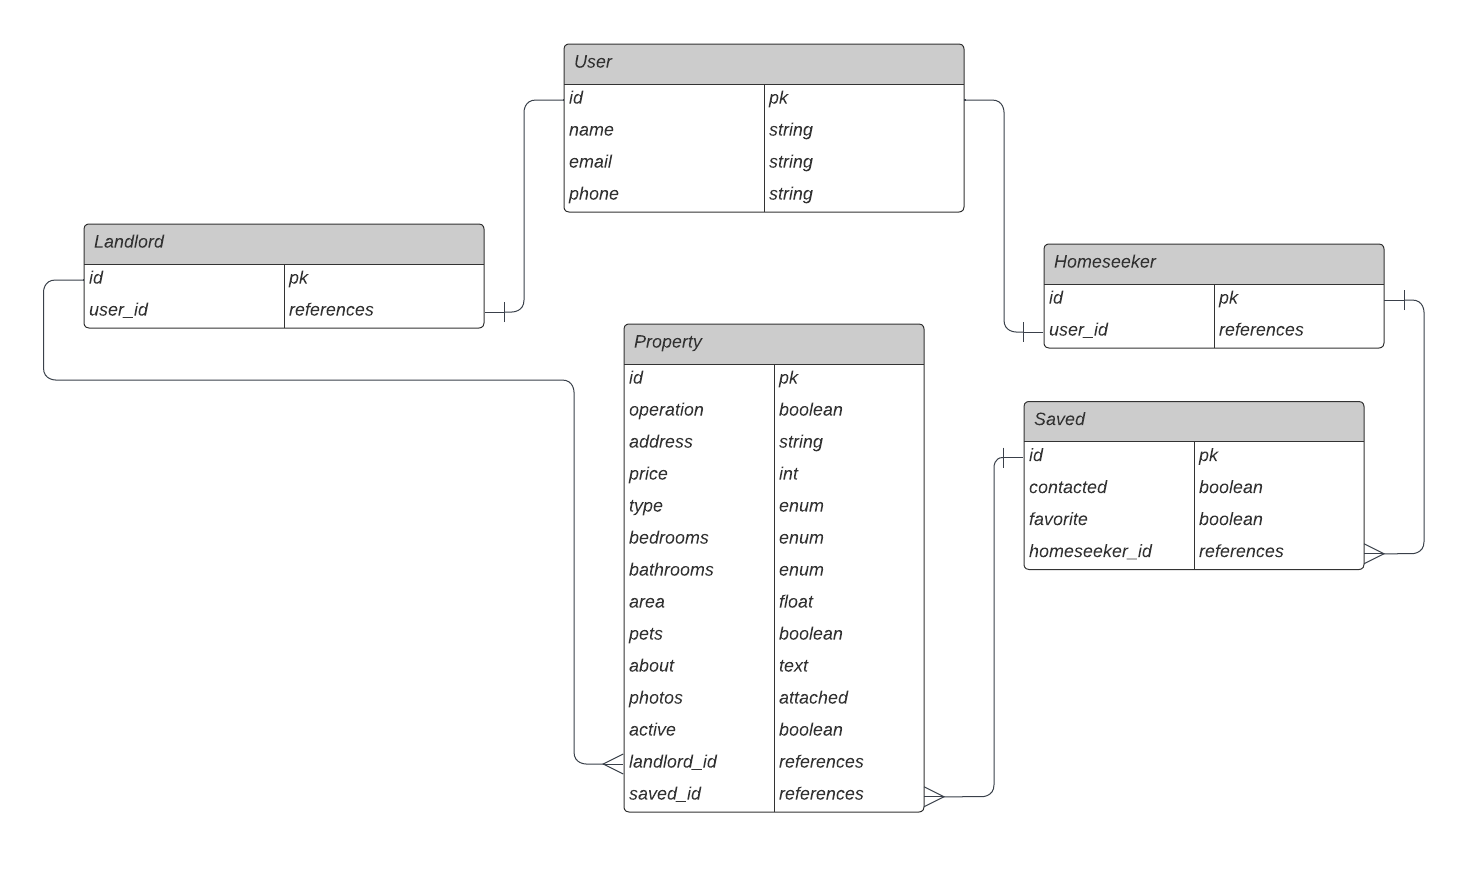 User
id pk
name string
email string
phone string
Landlord
id pk
user_id references
Homeseeker
id pk
user_id references
Property
id pk
operation boolean
address string
price int
type enum
bedrooms enum
bathrooms enum
area float
pets boolean
about text
photos attached
active boolean
landlord_id references
saved_id references
Saved
id pk
contacted boolean
favorite boolean
homeseeker_id references